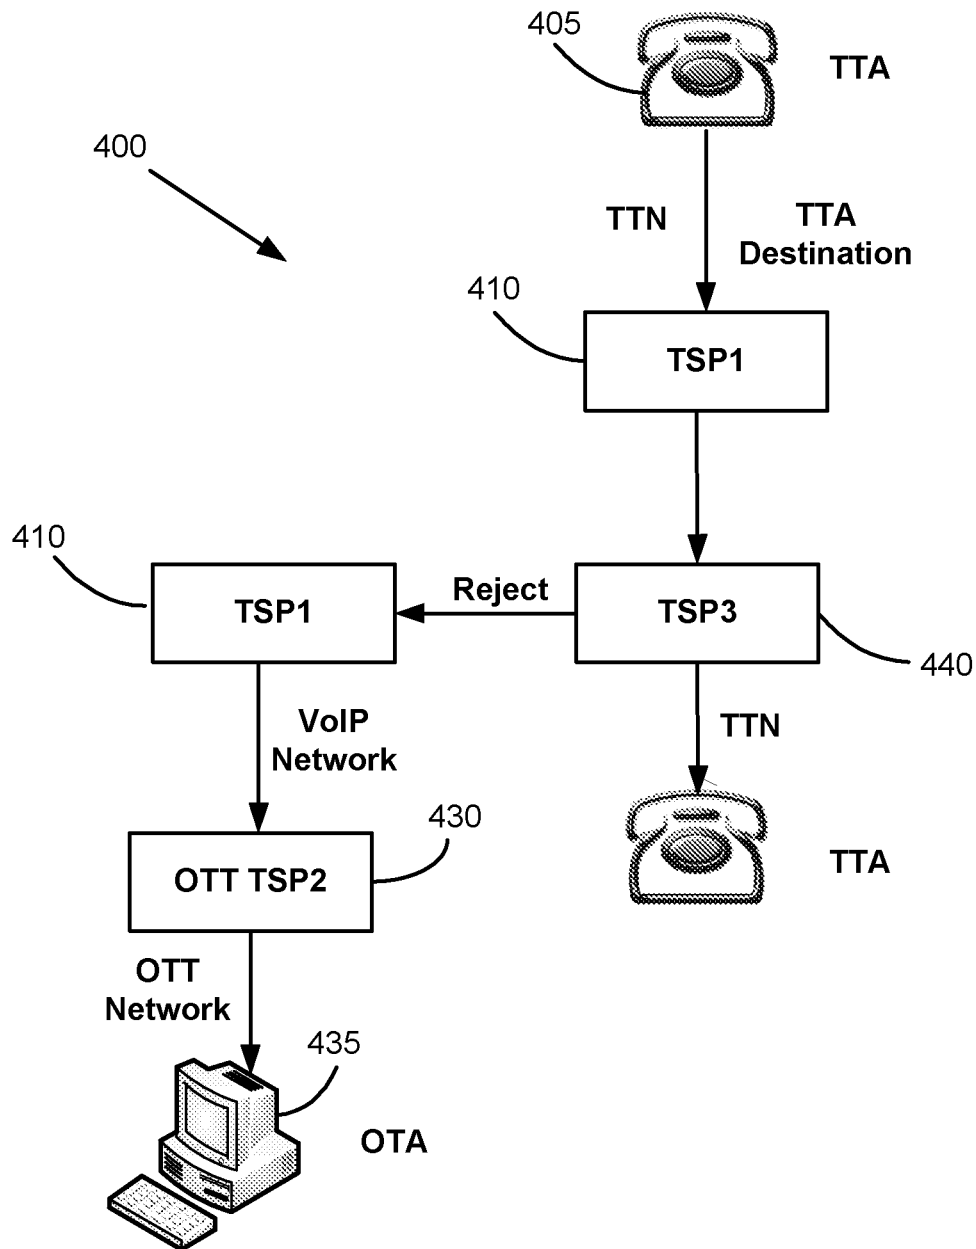 405
TTA
400
TTN
TTA
Destination
410
TSP1
410
Reject
TSP1
TSP3
440
VoIP
Network
TTN
430
OTT TSP2
TTA
OTT
Network
435
OTA